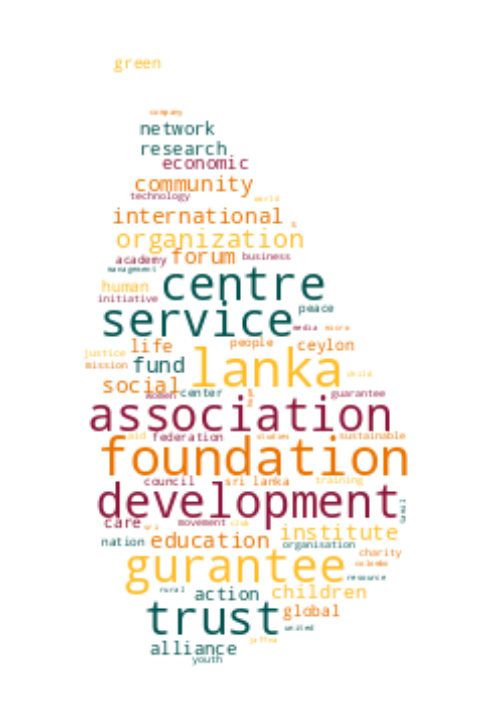 green
company
network
research
economic
community
technology world
international s
organization
academy forum business
management
human centre
initiative
service peace
media micro
justice life people ceylon
mission fund lanka child
social women center guarantee
association
aid federation studies sustainable
foundation
council sri lanka training
development tamil
care sri movement club
nation education institute
organisation
charity
gurantee colombo
resource
rural action children
trust global
united
jaffna
alliance
youth